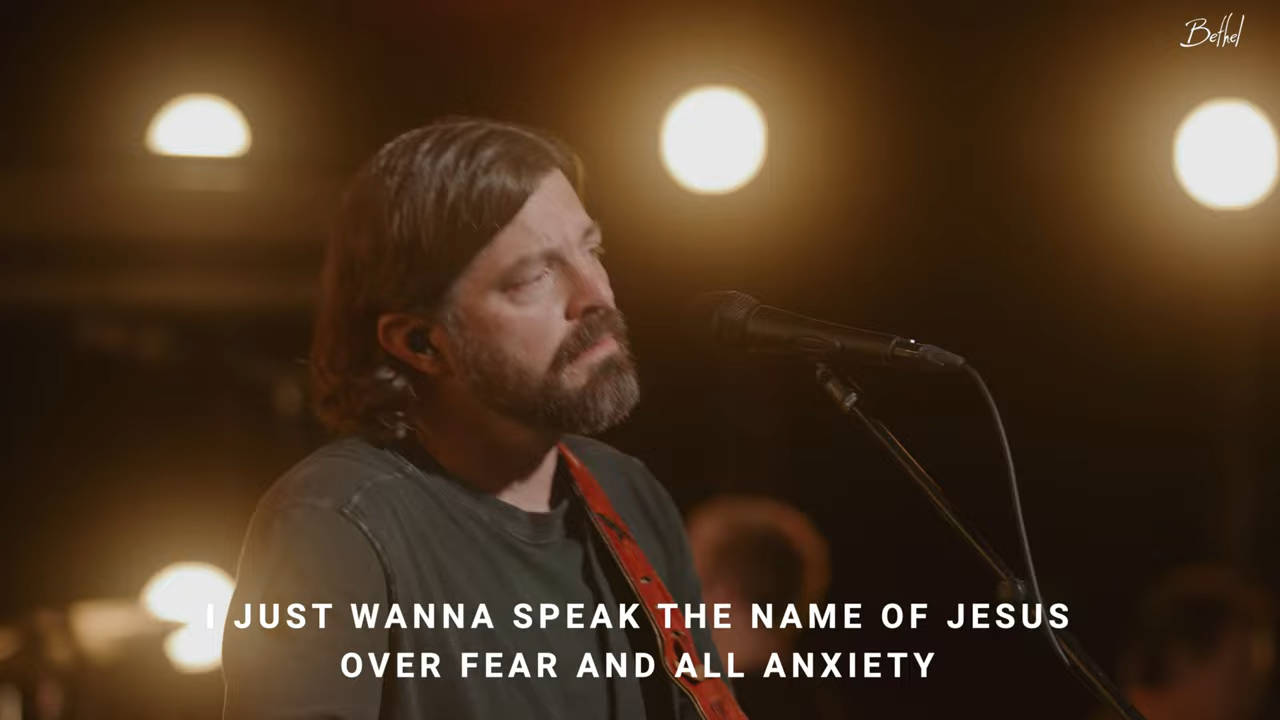 Bethel
I JUST WANNA SPEAK THE NAME OF JESUS
OVER FEAR AND ALL ANXIETY